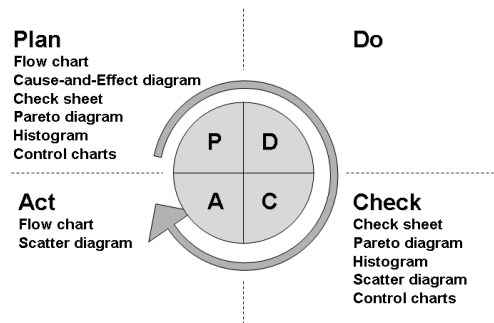 Plan
Flow chart
Cause-and-Effect diagram
Check sheet
Pareto diagram
Histogram
Control charts
Do
P D
A C
Act
Flow chart
Scatter diagram
Check
Check sheet
Pareto diagram
Histogram
Scatter diagram
Control charts